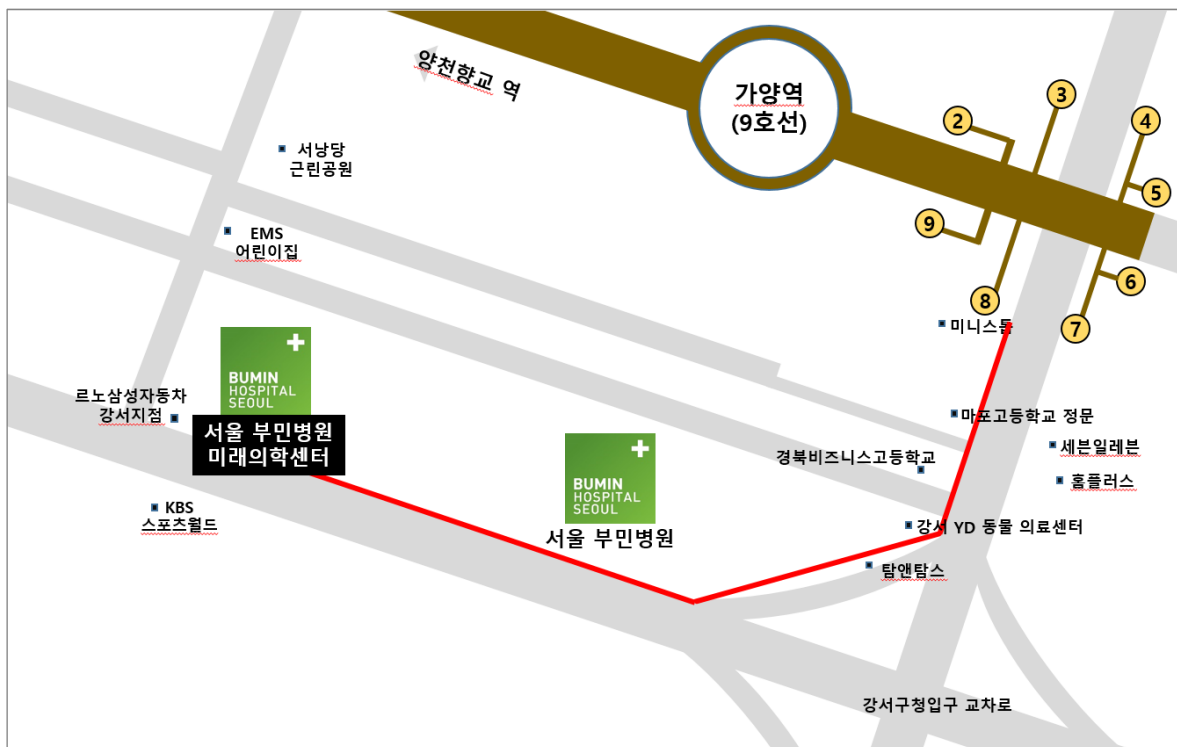 양천향교 역
가양역
(9호선)
2
3
4
5
9
6
8
7
서낭당
근린공원
EMS
어린이집
미니스톱
BUMIN
HOSPITAL
SEOUL
르노삼성자동차
강서지점
서울 부민병원
미래의학센터
마포고등학교 정문
세븐일레븐
경북비즈니스고등학교
홈플러스
BUMIN
HOSPITAL
SEOUL
서울 부민병원
KBS
스포츠월드
강서 YD 동물 의료센터
탐앤탐스
강서구청입구 교차로